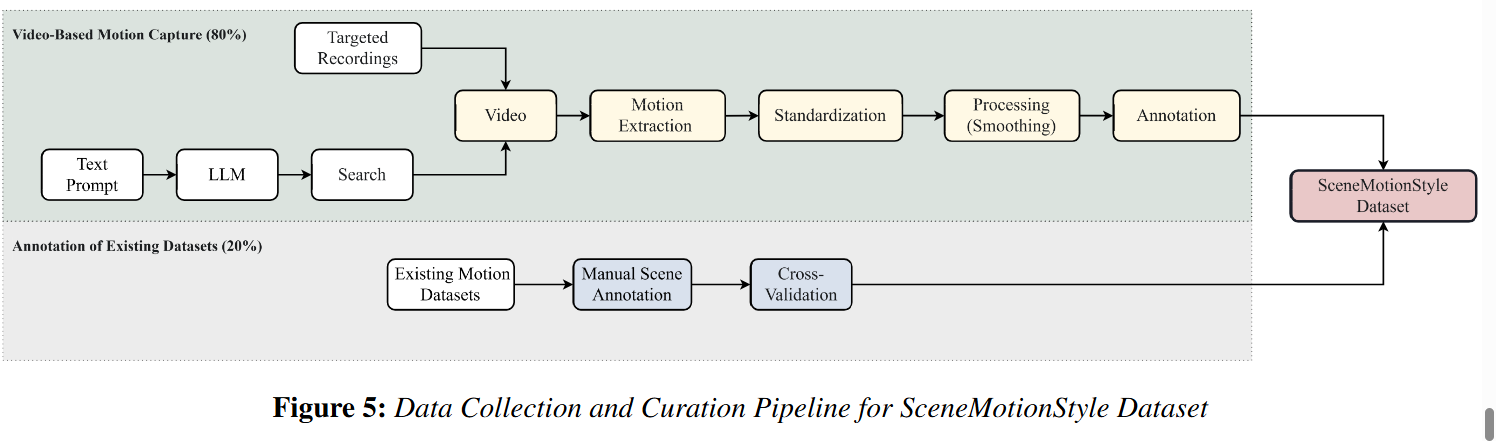 Video-Based Motion Capture (80%)
Targeted
Recordings
Video
Motion
Extraction
Standardization
Processing
(Smoothing)
Annotation
Text
Prompt
LLM
Search
SceneMotionStyle
Dataset
Annotation of Existing Datasets (20%)
Existing Motion
Datasets
Manual Scene
Annotation
Cross-
Validation
Figure 5: Data Collection and Curation Pipeline for SceneMotionStyle Dataset